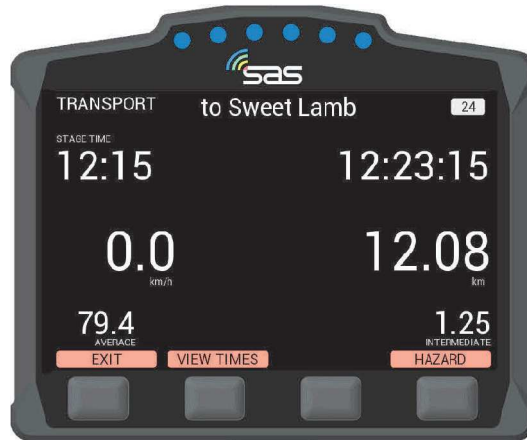 sas
TRANSPORT to Sweet Lamb 24
STAGE TIME
12:15 12:23:15
0.0 12.08
km/h km
79.4 1.25
AVERAGE INTERMEDIATE
EXIT VIEW TIMES HAZARD